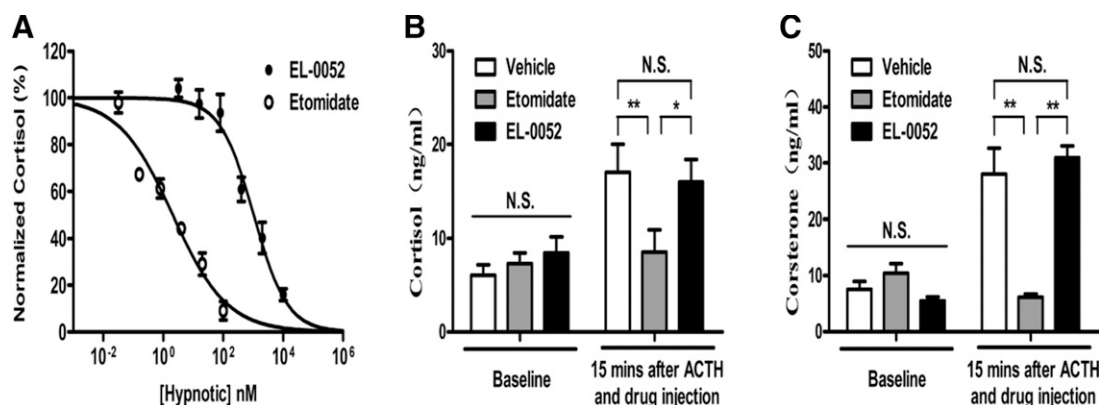 A
Normalized Cortisol (%)
120
100
80
60
40
20
0
EL-0052
Etomidate
10-2
100
102
104
106
[Hypnotic] nM
B
Cortisol (ng/ml)
30
20
10
0
Vehicle
Etomidate
EL-0052
N.S.
N.S.
** *
Baseline
15 mins after ACTH
and drug injection
C
Corsterone (ng/ml)
50
40
30
20
10
0
Vehicle
Etomidate
EL-0052
N.S.
N.S.
** **
Baseline
15 mins after ACTH
and drug injection